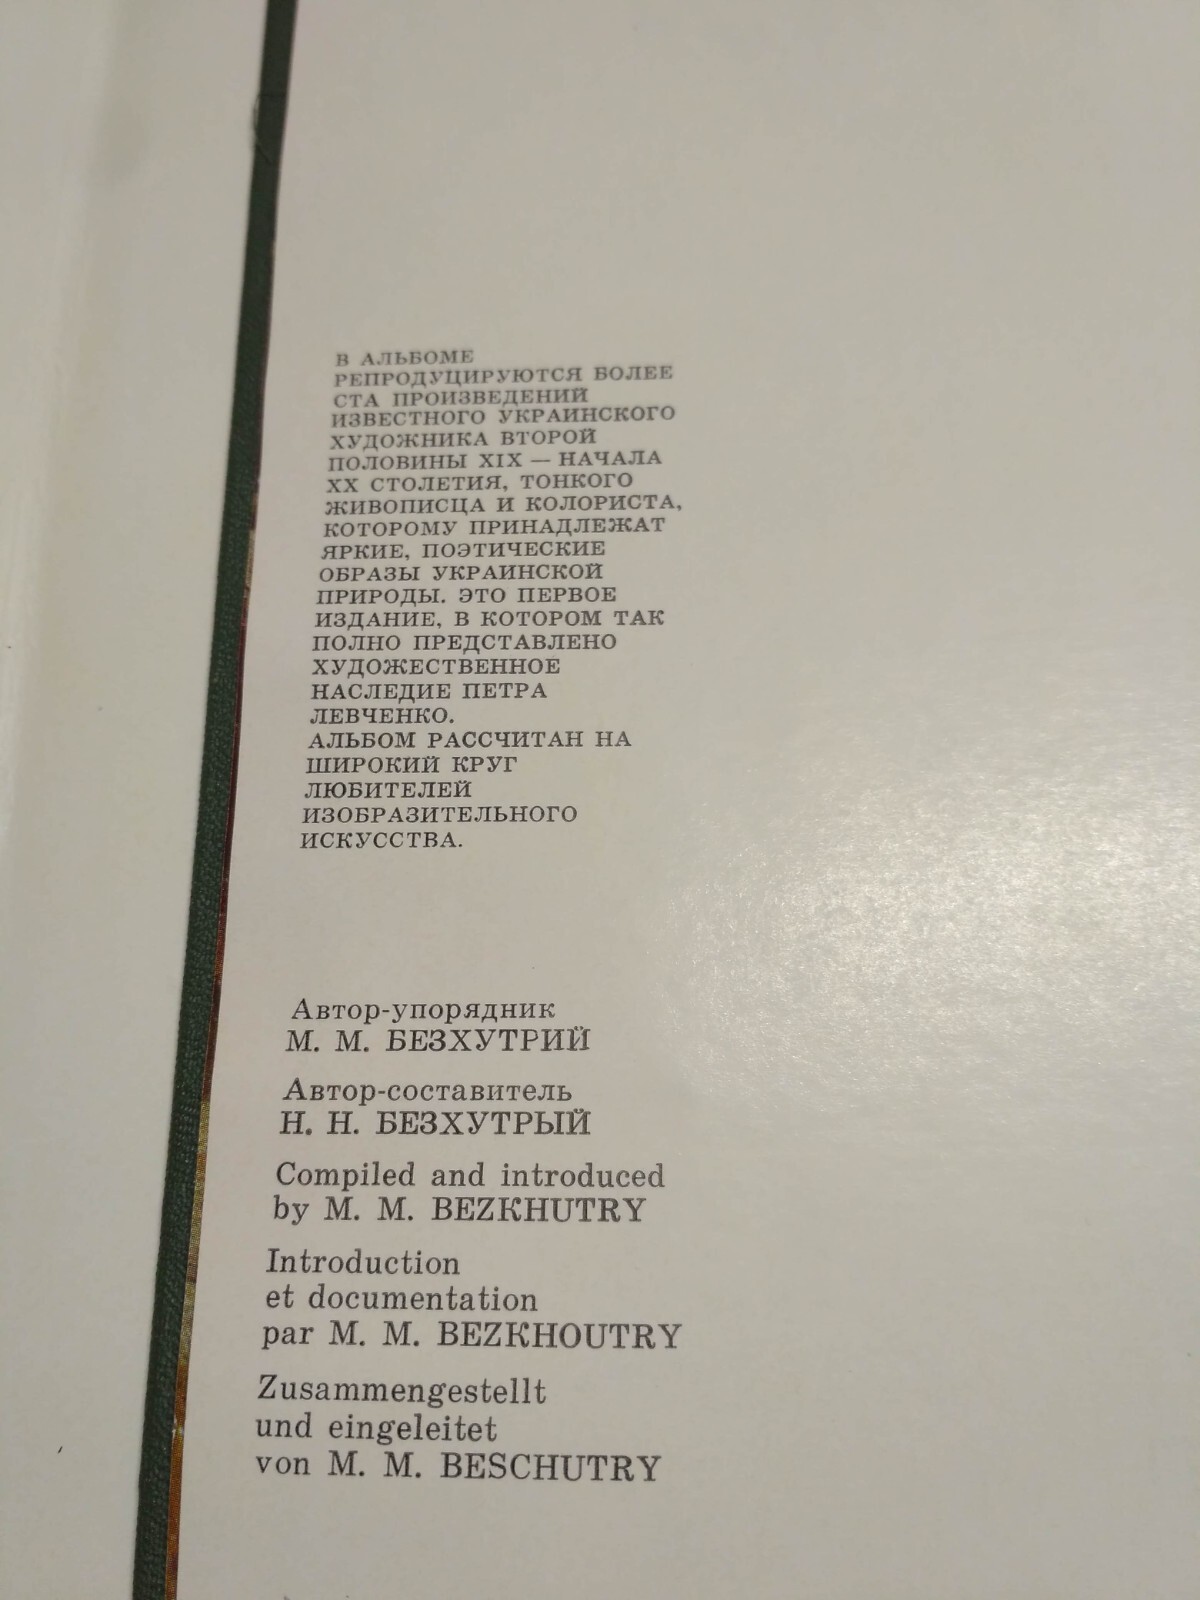 В АЛЬБОМЕ
РЕПРОДУЦИРУЮТСЯ БОЛЕЕ
СТА ПРОИЗВЕДЕНИЙ
ИЗВЕСТНОГО УКРАИНСКОГО
ХУДОЖНИКА ВТОРОЙ
ПОЛОВИНЫ XIX — НАЧАЛА
XX СТОЛЕТИЯ, ТОНКОГО
ЖИВОПИСЦА И КОЛОРИСТА,
КОТОРОМУ ПРИНАДЛЕЖАТ
ЯРКИЕ, ПОЭТИЧЕСКИЕ
ОБРАЗЫ УКРАИНСКОЙ
ПРИРОДЫ. ЭТО ПЕРВОЕ
ИЗДАНИЕ, В КОТОРОМ ТАК
ПОЛНО ПРЕДСТАВЛЕНО
ХУДОЖЕСТВЕННОЕ
НАСЛЕДИЕ ПЕТРА
ЛЕВЧЕНКО.
АЛЬБОМ РАССЧИТАН НА
ШИРОКИЙ КРУГ
ЛЮБИТЕЛЕЙ
ИЗОБРАЗИТЕЛЬНОГО
ИСКУССТВА.
Автор-упорядник
М. М. БЕЗХУТРИЙ
Автор-составитель
Н. Н. БЕЗХУТРЫЙ
Compiled and introduced
by M. M. BEZKHUTRY
Introduction
et documentation
par M. M. BEZKHOUTRY
Zusammengestellt
und eingeleitet
von M. M. BESCHUTRY